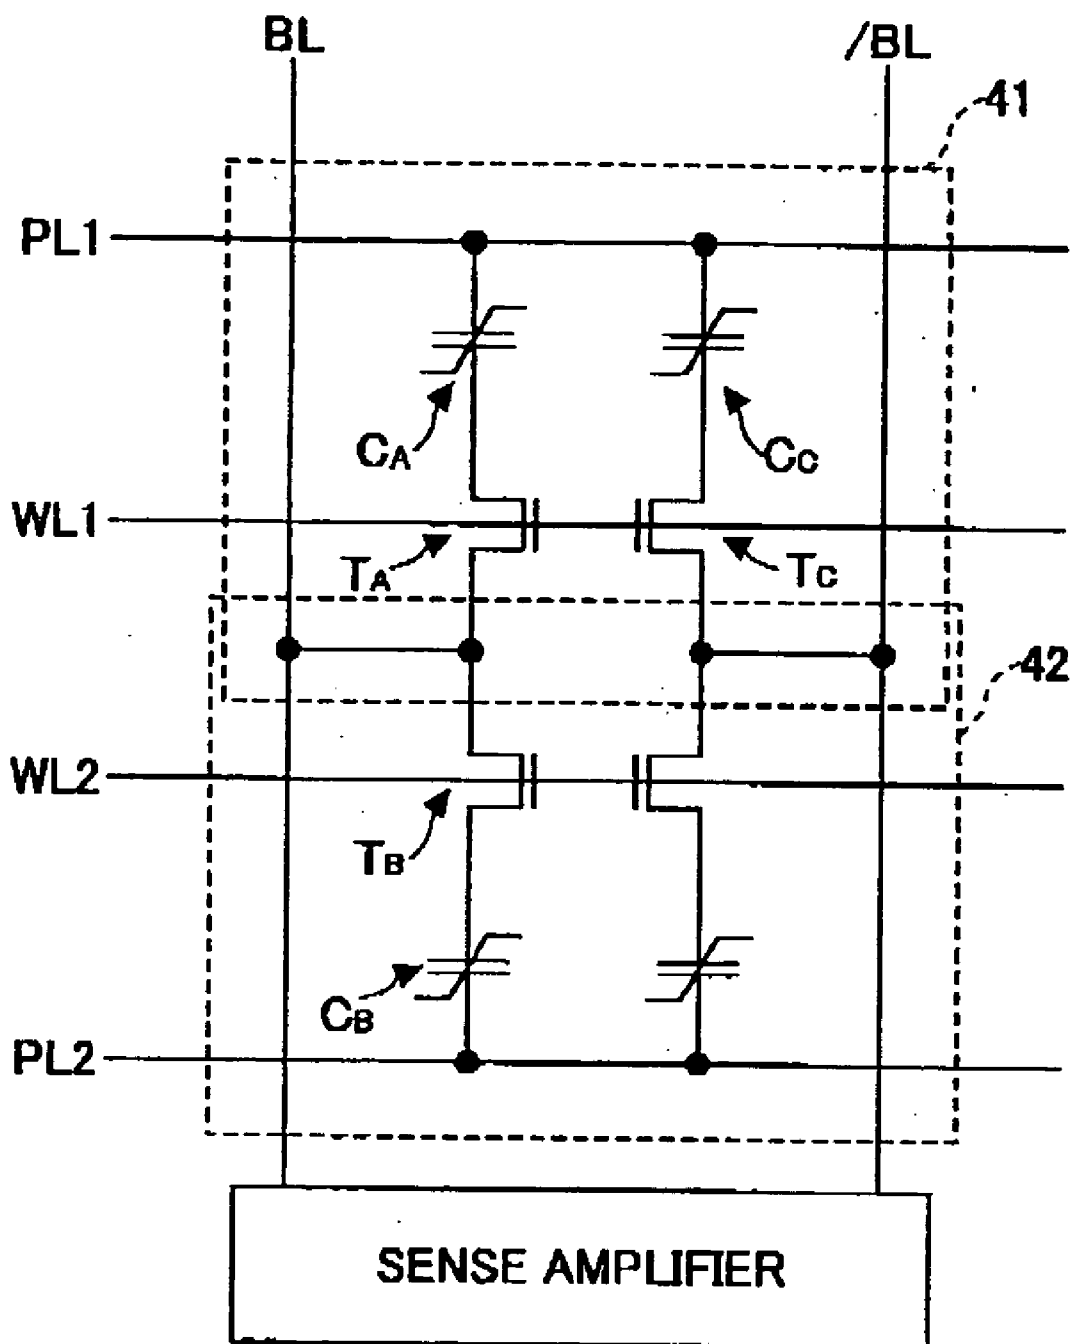 BL
/BL
41
PL1
CA
CC
WL1
TA
TC
42
WL2
TB
CB
PL2
SENSE AMPLIFIER